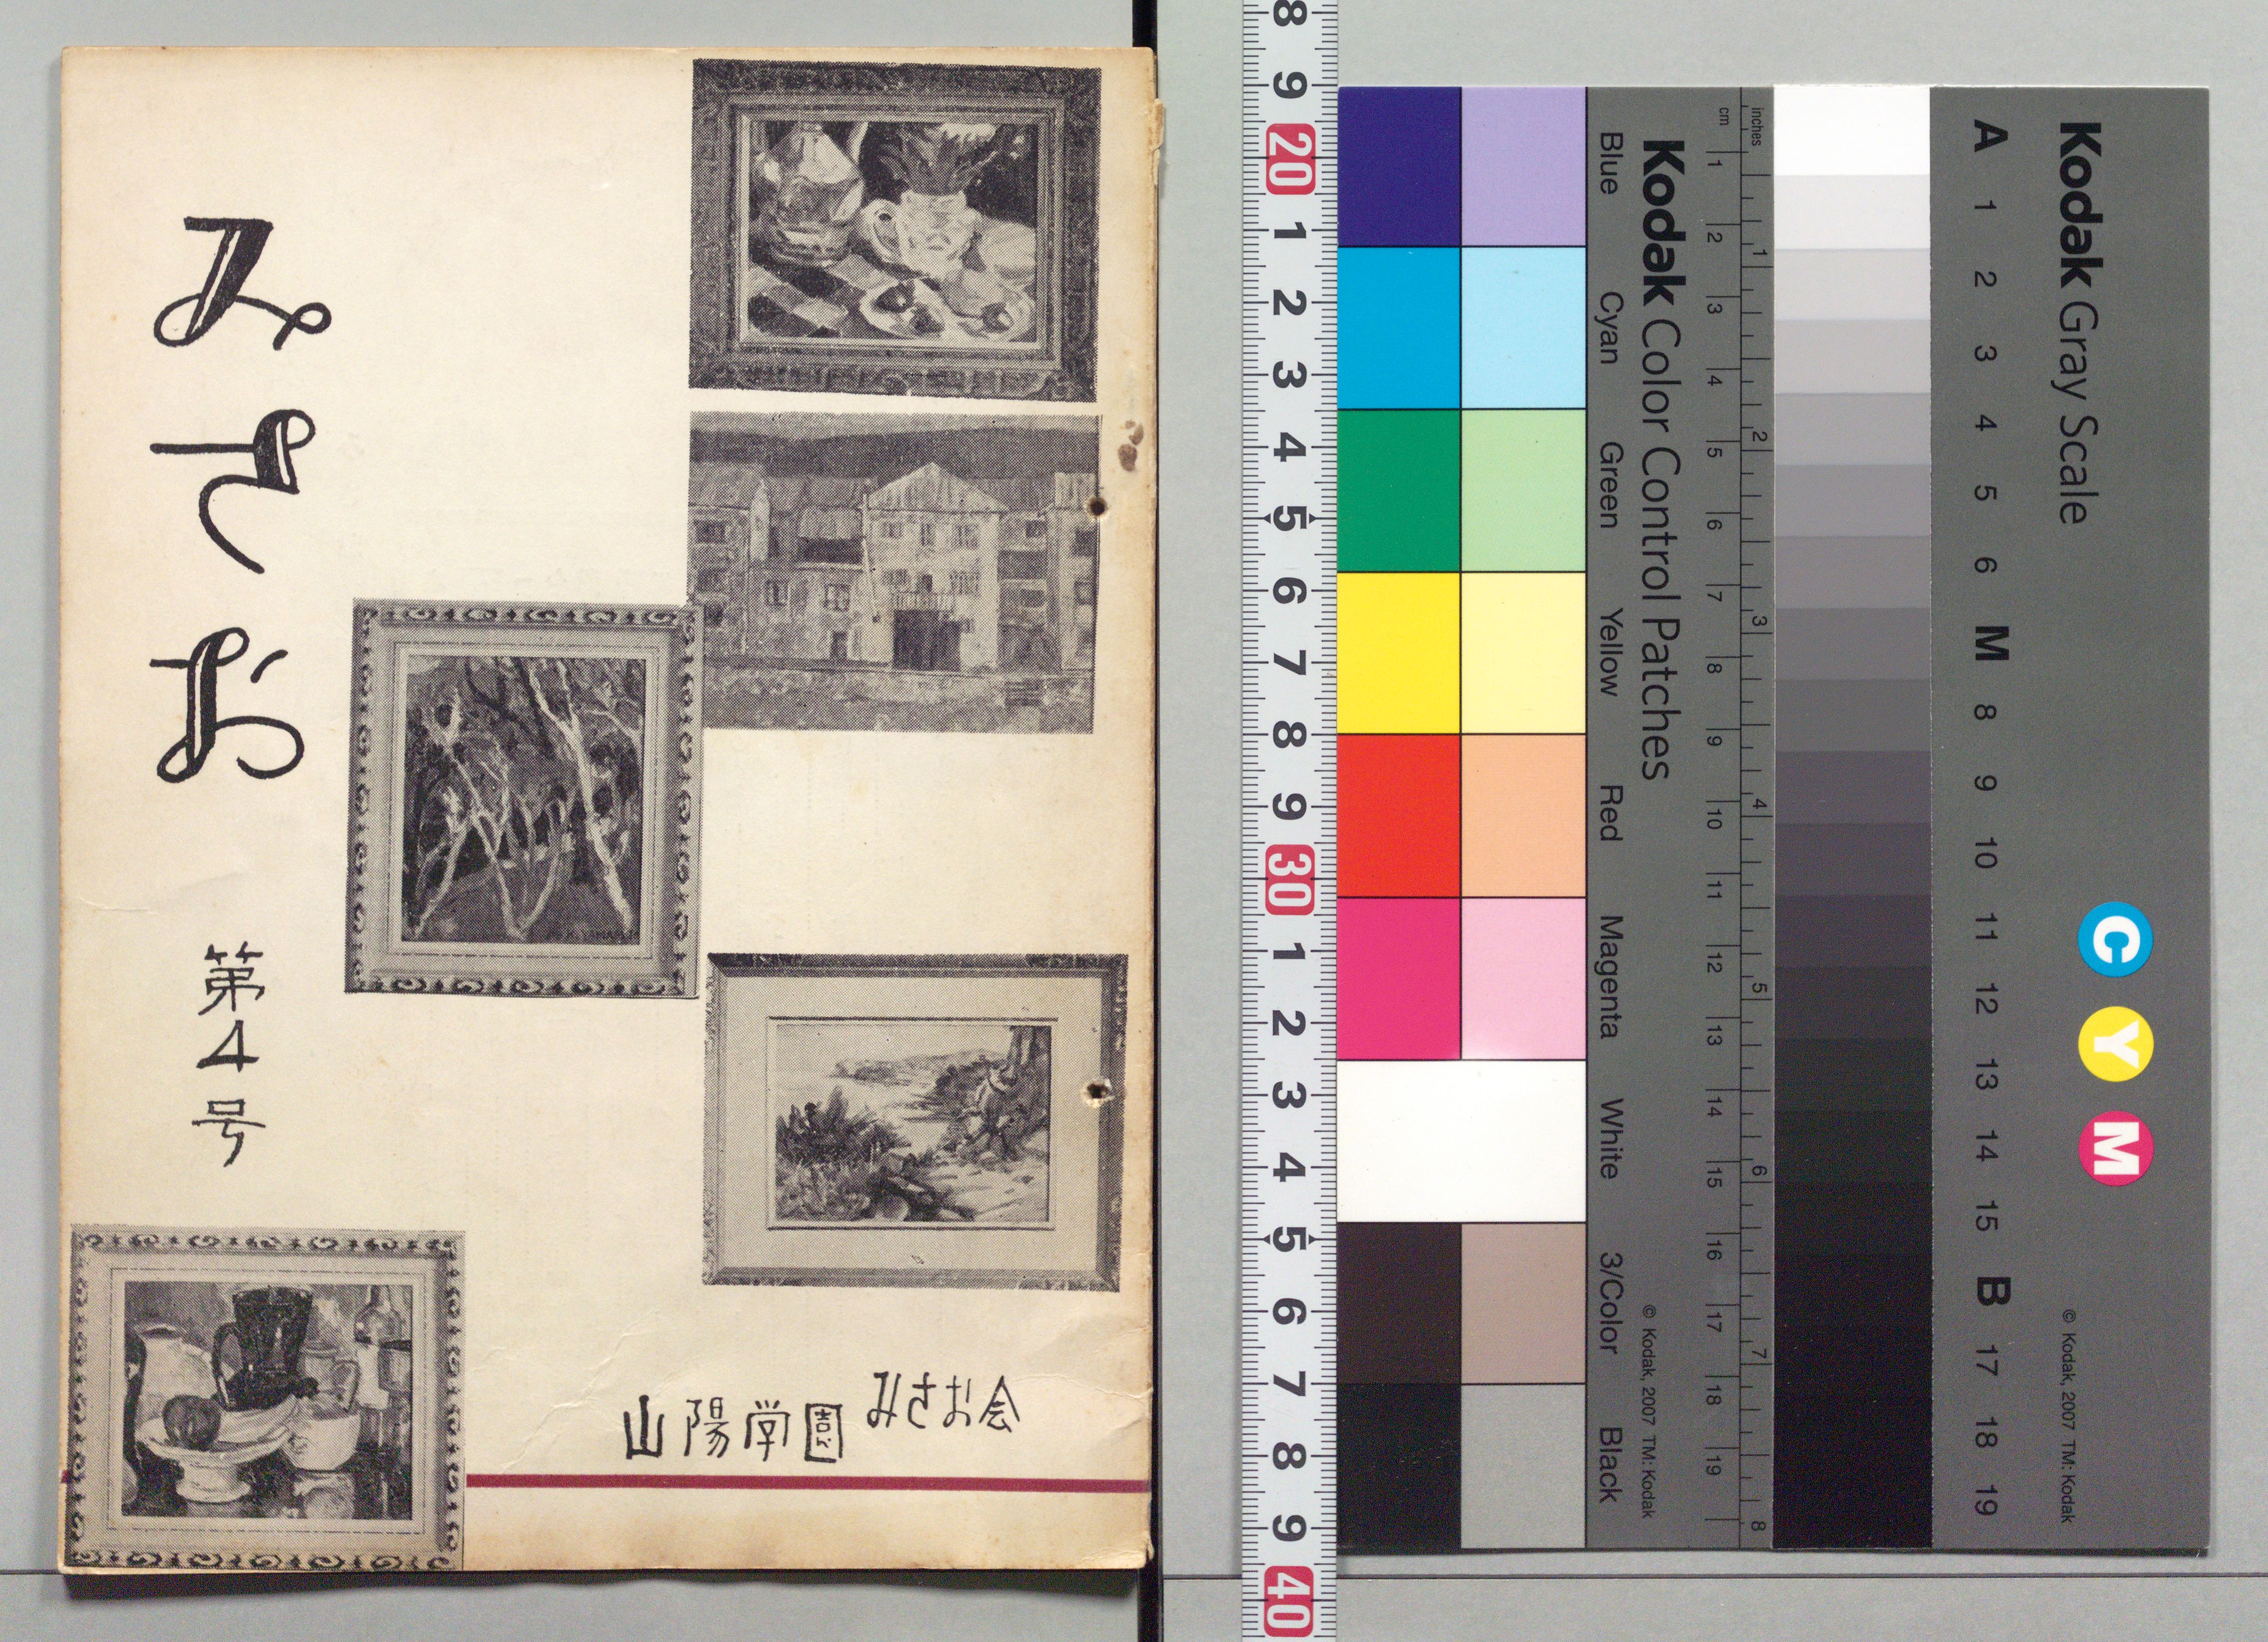 みさお
第4号
山陽学園 みさお会
8
9
20
1
2
3
4
5
6
7
8
9
30
1
2
3
4
5
6
7
8
9
40
Blue Cyan Green Yellow Red Magenta White 3/Color Black
Kodak Color Control Patches
© Kodak, 2007 TM: Kodak
cm 1 2 3 4 5 6 7 8 9 10 11 12 13 14 15 16 17 18 19
inches 1 2 3 4 5 6 7 8
A 1 2 3 4 5 6 M 8 9 10 11 12 13 14 15 B 17 18 19
Kodak Gray Scale
C Y M
© Kodak, 2007 TM: Kodak